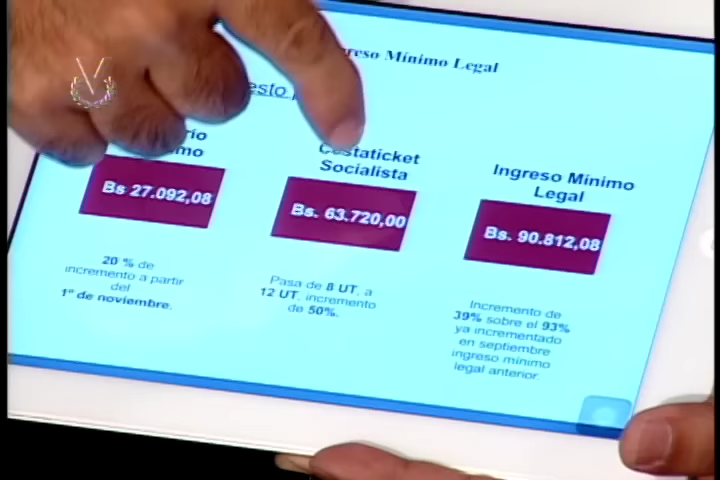 Mínimo Legal
Cestaticket
Socialista
Ingreso Mínimo
Legal
Bs 27.092,08
Bs. 63.720,00
Bs. 90.812,08
20 % de
incremento a partir
del
1º de noviembre.
Pasa de 8 UT, a
12 UT, incremento
de 50%.
Incremento de
39% sobre el 93%
ya incrementado
en septiembre
ingreso mínimo
legal anterior.